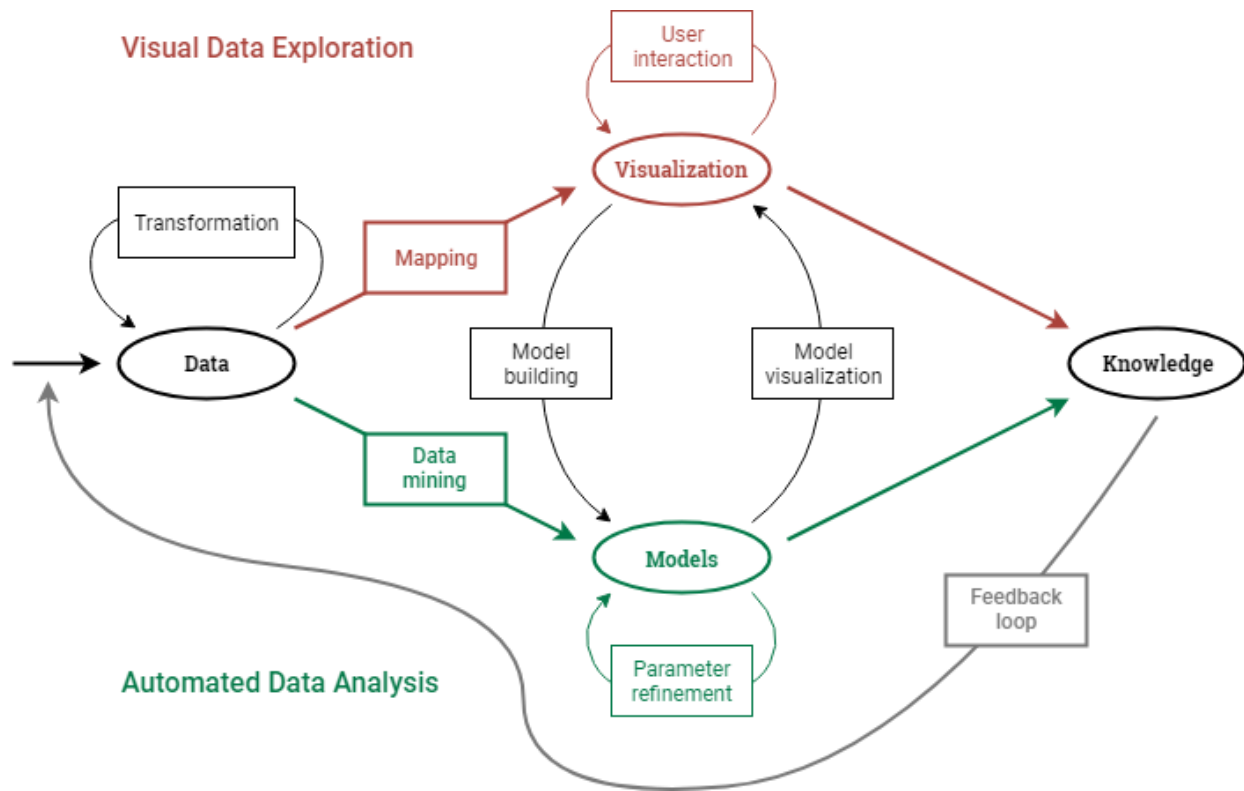 Visual Data Exploration
User
interaction
Visualization
Transformation
Mapping
Data
Model
building
Model
visualization
Knowledge
Data
mining
Models
Feedback
loop
Parameter
refinement
Automated Data Analysis